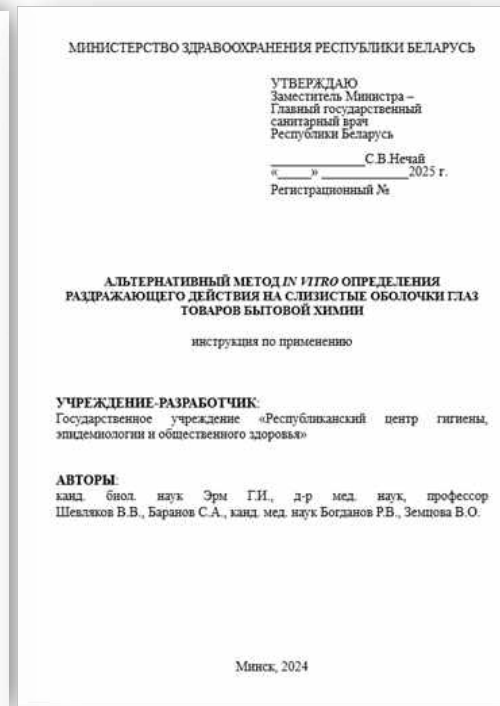 МИНИСТЕРСТВО ЗДРАВООХРАНЕНИЯ РЕСПУБЛИКИ БЕЛАРУСЬ
УТВЕРЖДАЮ
Заместитель Министра –
Главный государственный
санитарный врач
Республики Беларусь
______________С.В.Нечай
«_____» _____________2025 г.
Регистрационный №
АЛЬТЕРНАТИВНЫЙ МЕТОД IN VITRO ОПРЕДЕЛЕНИЯ
РАЗДРАЖАЮЩЕГО ДЕЙСТВИЯ НА СЛИЗИСТЫЕ ОБОЛОЧКИ ГЛАЗ
ТОВАРОВ БЫТОВОЙ ХИМИИ
инструкция по применению
УЧРЕЖДЕНИЕ-РАЗРАБОТЧИК:
Государственное учреждение «Республиканский центр гигиены,
эпидемиологии и общественного здоровья»
АВТОРЫ:
канд. биол. наук Эрм Г.И., д-р мед. наук, профессор
Шевляков В.В., Баранов С.А., канд. мед. наук Богданов Р.В., Земцова В.О.
Минск, 2024